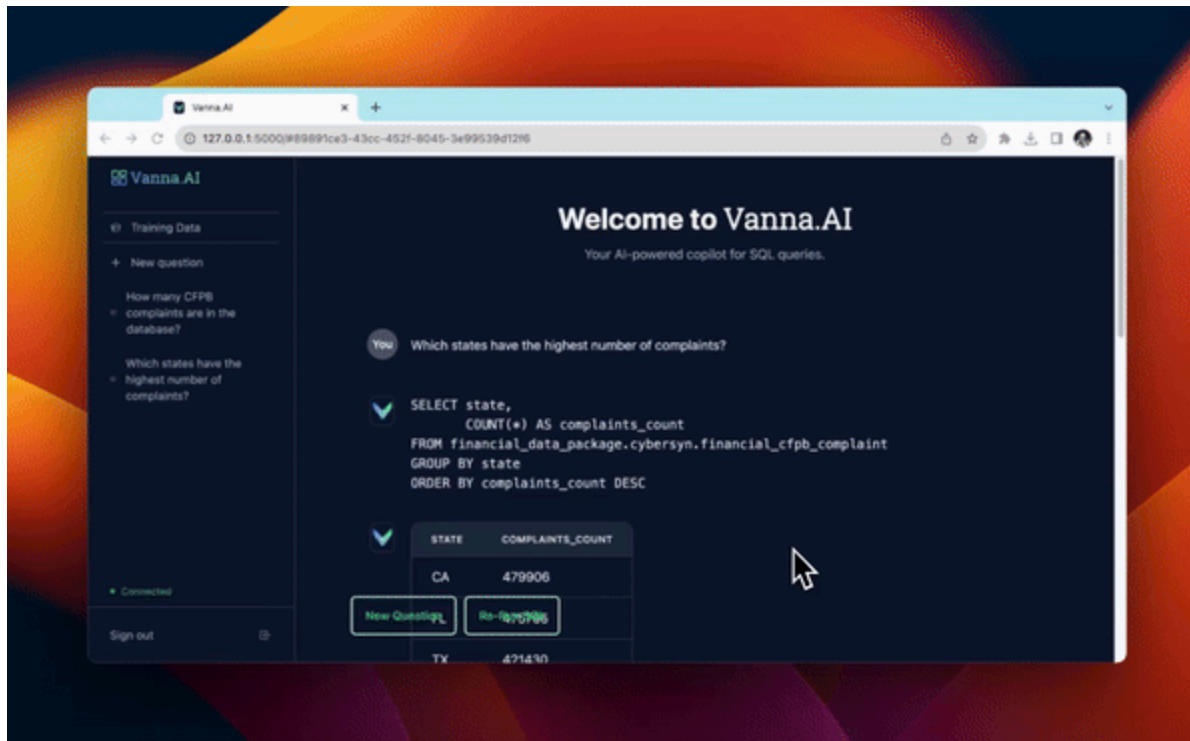 Vanna.AI
127.0.0.1:5000/#89891ce3-43cc-452f-8045-3e99539d12f6
Vanna.AI
Training Data
+ New question
How many CFPB
complaints are in the
database?
Which states have the
highest number of
complaints?
Connected
Sign out
Welcome to Vanna.AI
Your AI-powered copilot for SQL queries.
You
Which states have the highest number of complaints?
SELECT state,
COUNT(*) AS complaints_count
FROM financial_data_package.cybersyn.financial_cfpb_complaint
GROUP BY state
ORDER BY complaints_count DESC
STATE COMPLAINTS_COUNT
CA 479906
New Question
FL
TX 421430